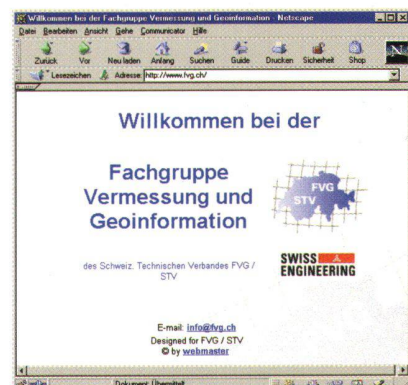 Willkommen bei der Fachgruppe Vermessung und Geoinformation - Netscape
Datei Bearbeiten Ansicht Gehe Communicator Hilfe
Zurück Vor Neu laden Anfang Suchen Guide Drucken Sicherheit Shop
N
Lesezeichen Adresse http://www.fvg.ch/
Willkommen bei der
Fachgruppe
Vermessung und
Geoinformation
FVG
STV
des Schweiz. Technischen Verbandes FVG /
STV
SWISS
ENGINEERING
E-mail: info@fvg.ch
Designed for FVG / STV
© by webmaster
Dokument: Übermittelt